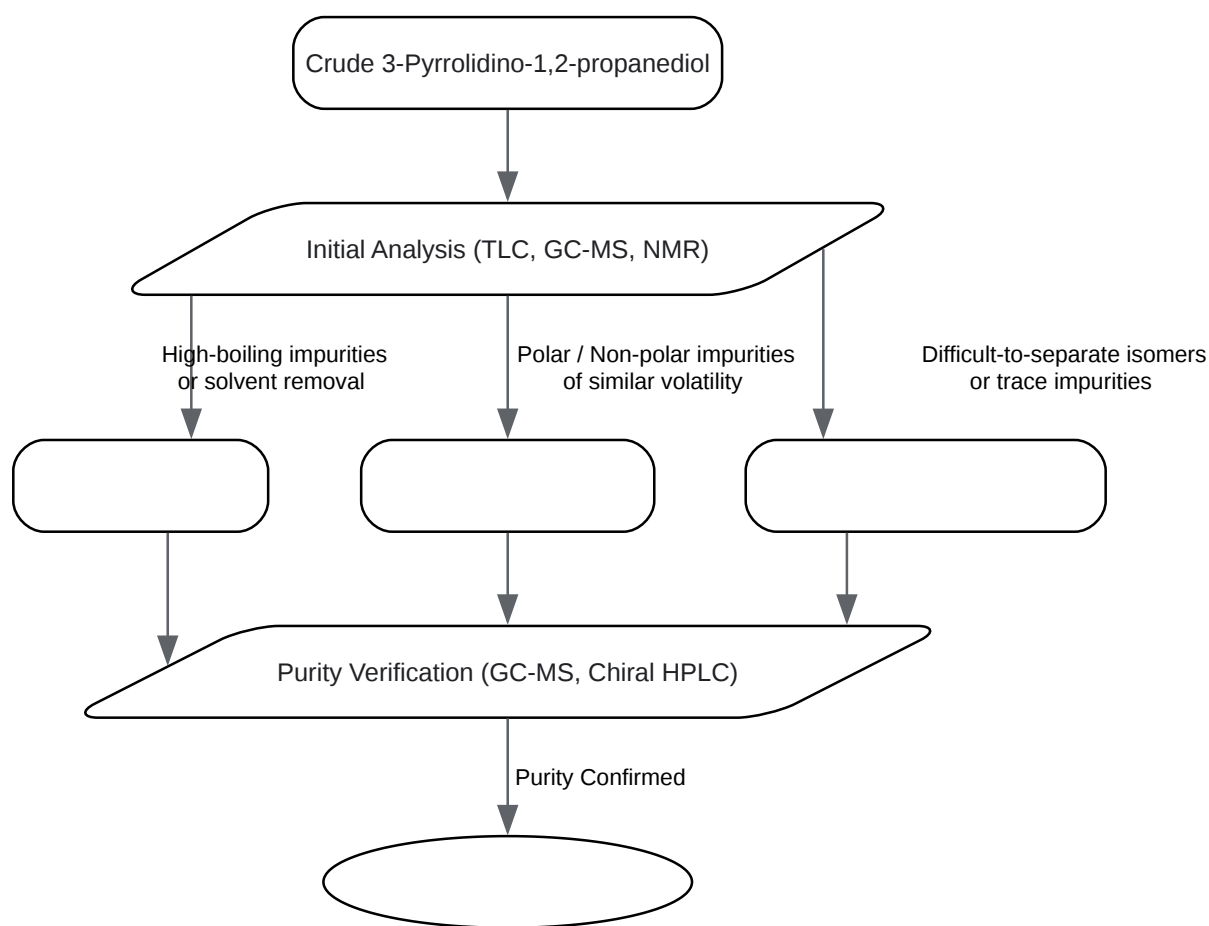 Crude 3-Pyrrolidino-1,2-propanediol
Initial Analysis (TLC, GC-MS, NMR)
High-boiling impurities
or solvent removal
Polar / Non-polar impurities
of similar volatility
Difficult-to-separate isomers
or trace impurities
Purity Verification (GC-MS, Chiral HPLC)
Purity Confirmed